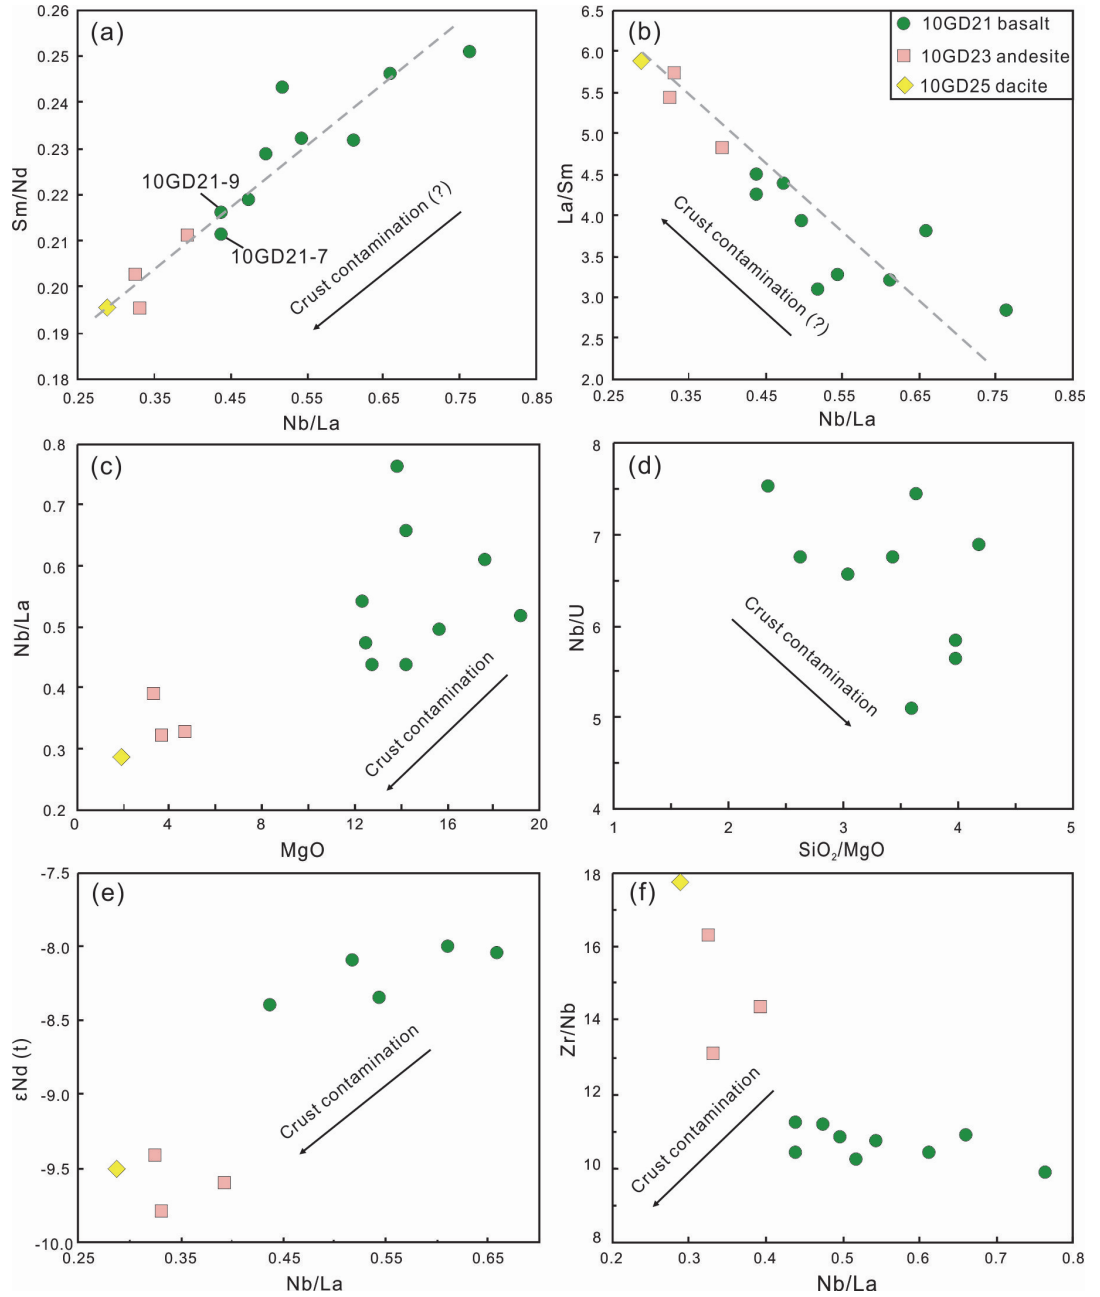 (a)
0.26
0.25
0.24
0.23
0.22
0.21
0.20
0.19
0.18
Sm/Nd
10GD21-9
10GD21-7
Crust contamination (?)
0.25 0.35 0.45 0.55 0.65 0.75 0.85
Nb/La
(b)
10GD21 basalt
10GD23 andesite
10GD25 dacite
6.0
5.5
5.0
4.5
4.0
3.5
3.0
2.5
2.0
La/Sm
Crust contamination (?)
0.25 0.35 0.45 0.55 0.65 0.75 0.85
Nb/La
(c)
0.8
0.7
0.6
0.5
0.4
0.3
0.2
Nb/La
Crust contamination
0 4 8 12 16 20
MgO
(d)
8
7
6
5
4
Nb/U
Crust contamination
1 2 3 4 5
SiO₂/MgO
(e)
-7.5
-8.0
-8.5
-9.0
-9.5
-10.0
εNd (t)
Crust contamination
0.25 0.35 0.45 0.55 0.65
Nb/La
(f)
18
16
14
12
10
8
Zr/Nb
Crust contamination
0.2 0.3 0.4 0.5 0.6 0.7 0.8
Nb/La